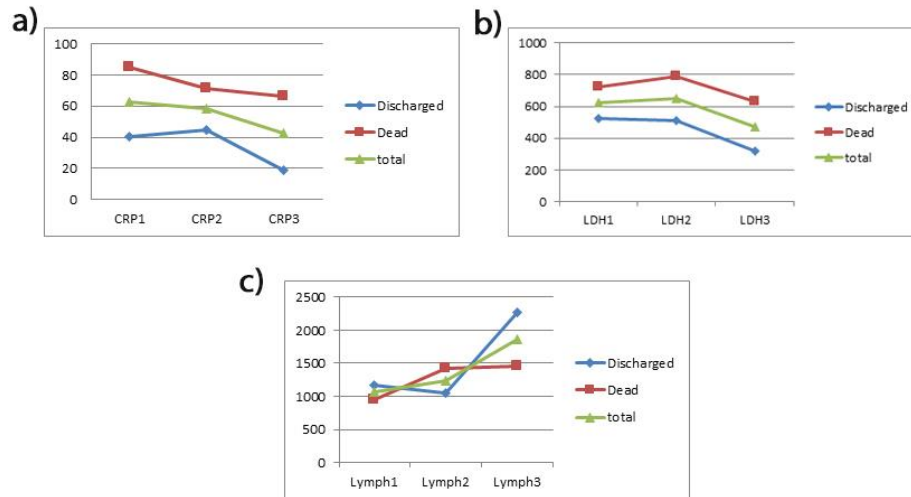 a)
100
80
60
40
20
0
CRP1 CRP2 CRP3
Discharged
Dead
total
b)
1000
800
600
400
200
0
LDH1 LDH2 LDH3
Discharged
Dead
total
c)
2500
2000
1500
1000
500
0
Lymph1 Lymph2 Lymph3
Discharged
Dead
total